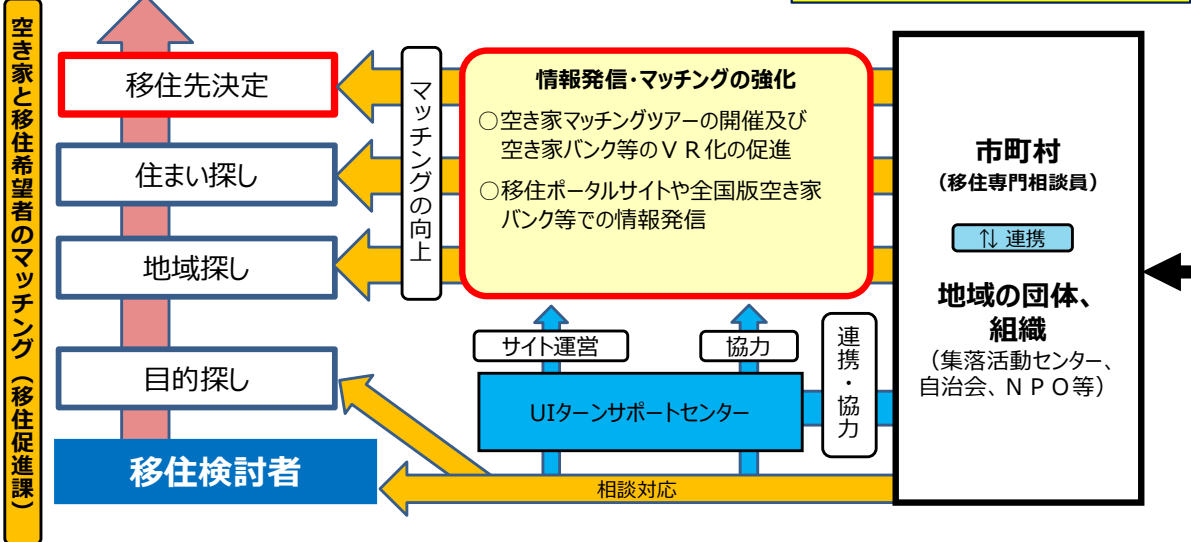 空き家と移住希望者のマッチング（移住促進課）
移住先決定
住まい探し
地域探し
目的探し
移住検討者
マッチングの向上
情報発信・マッチングの強化
○空き家マッチングツアーの開催及び
空き家バンク等のＶＲ化の促進
○移住ポータルサイトや全国版空き家
バンク等での情報発信
サイト運営
協力
連携・協力
UIターンサポートセンター
相談対応
市町村
（移住専門相談員）
⇅ 連携
地域の団体、
組織
（集落活動センター、
自治会、ＮＰＯ等）